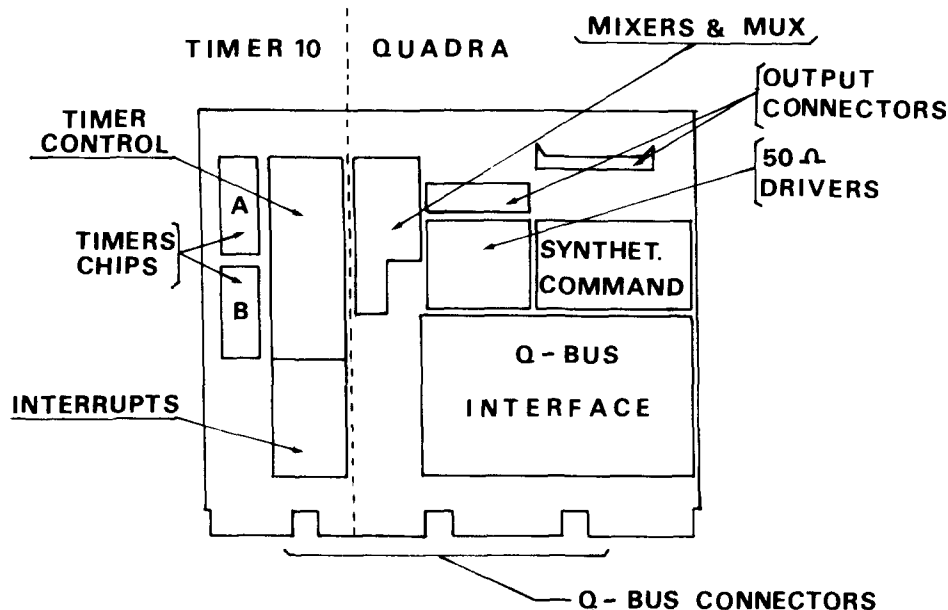 TIMER 10
QUADRA
MIXERS & MUX
OUTPUT
CONNECTORS
TIMER
CONTROL
50 Ω
DRIVERS
A
TIMERS
CHIPS
B
SYNTHET.
COMMAND
Q-BUS
INTERFACE
INTERRUPTS
Q-BUS CONNECTORS